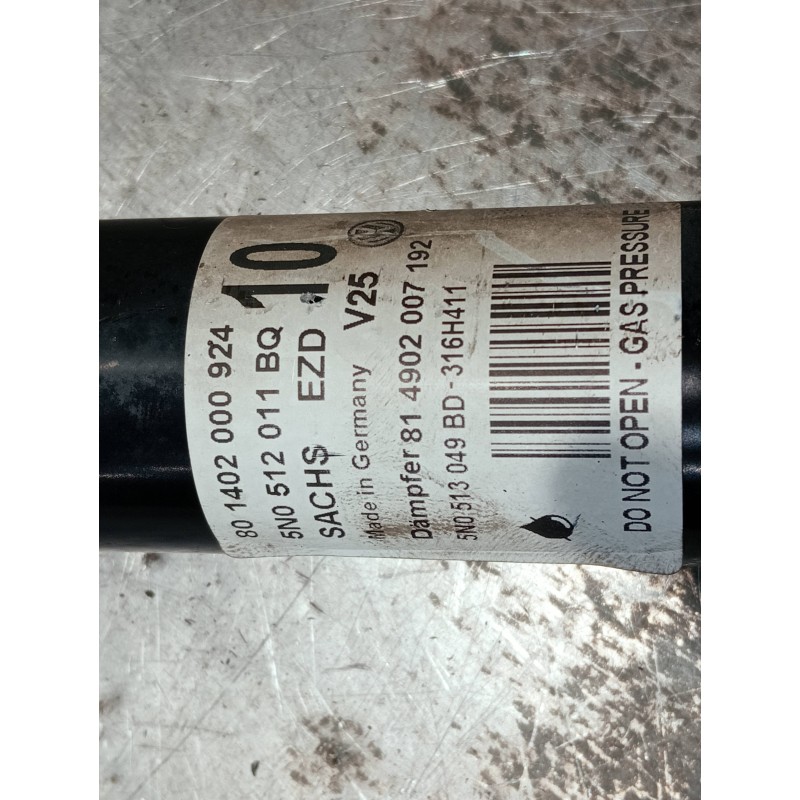 80 1402 000 924
5N0 512 011 BQ
10
SACHS EZD
Made in Germany V25
Dämpfer 81 4902 007 192
5N0 513 049 BD -316H411
DO NOT OPEN - GAS PRESSURE